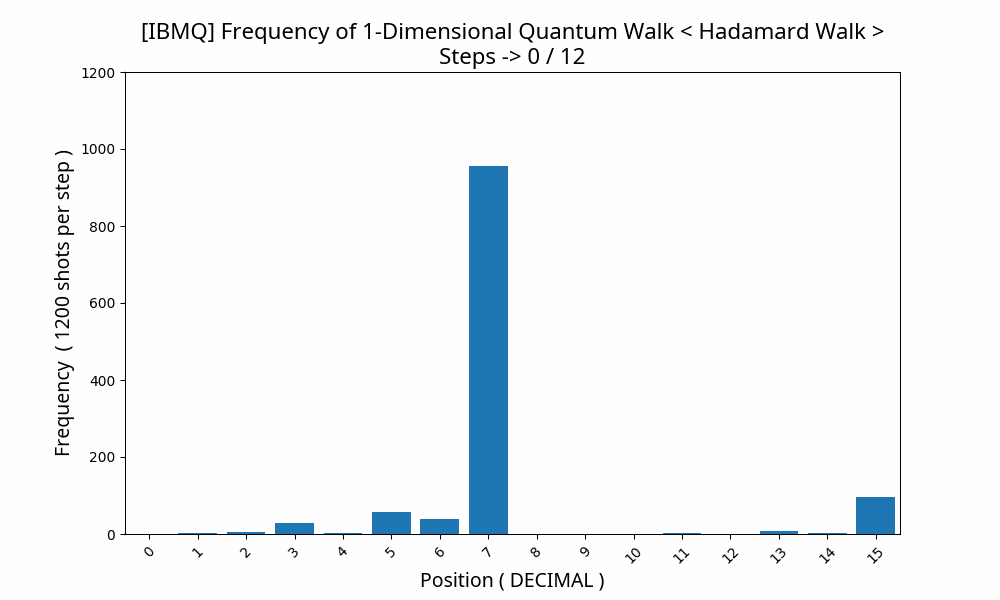 [IBMQ] Frequency of 1-Dimensional Quantum Walk < Hadamard Walk >
Steps -> 0 / 12
1200
1000
800
600
400
200
0
Frequency ( 1200 shots per step )
0 1 2 3 4 5 6 7 8 9 10 11 12 13 14 15
Position ( DECIMAL )